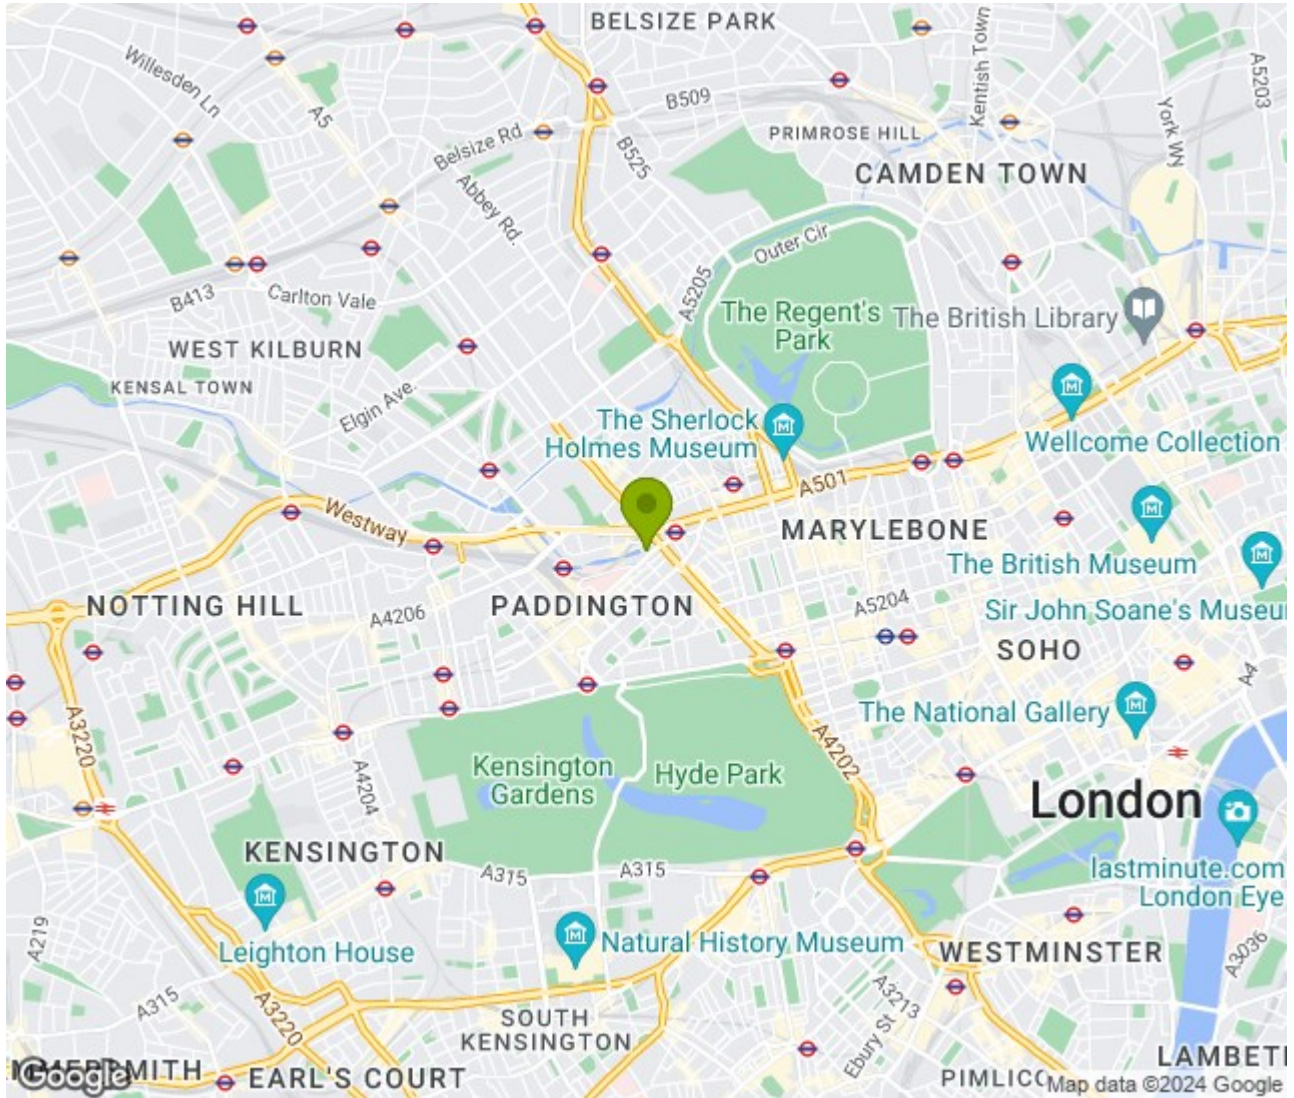 BELSIZE PARK
Willesden Ln
A5
Kentish Town
A5203
B509
York Wy
Belsize Rd
B525
PRIMROSE HILL
CAMDEN TOWN
Abbey Rd.
Outer Cir
B413
Carlton Vale
A5205
The Regent's
Park
The British Library
WEST KILBURN
KENSAL TOWN
Elgin Ave.
The Sherlock
Holmes Museum
Wellcome Collection
A501
Westway
MARYLEBONE
The British Museum
NOTTING HILL
A4206
PADDINGTON
A5204
Sir John Soane's Museu
SOHO
A4
A3220
The National Gallery
A4202
Kensington
Gardens
Hyde Park
A4204
London
KENSINGTON
A315
A315
lastminute.com
London Eye
A219
Leighton House
Natural History Museum
WESTMINSTER
A3036
A315
A3220
A3213
SOUTH
KENSINGTON
Ebury St
LAMBET
MMERSMITH
Google
EARL'S COURT
PIMLICO
Map data ©2024 Google